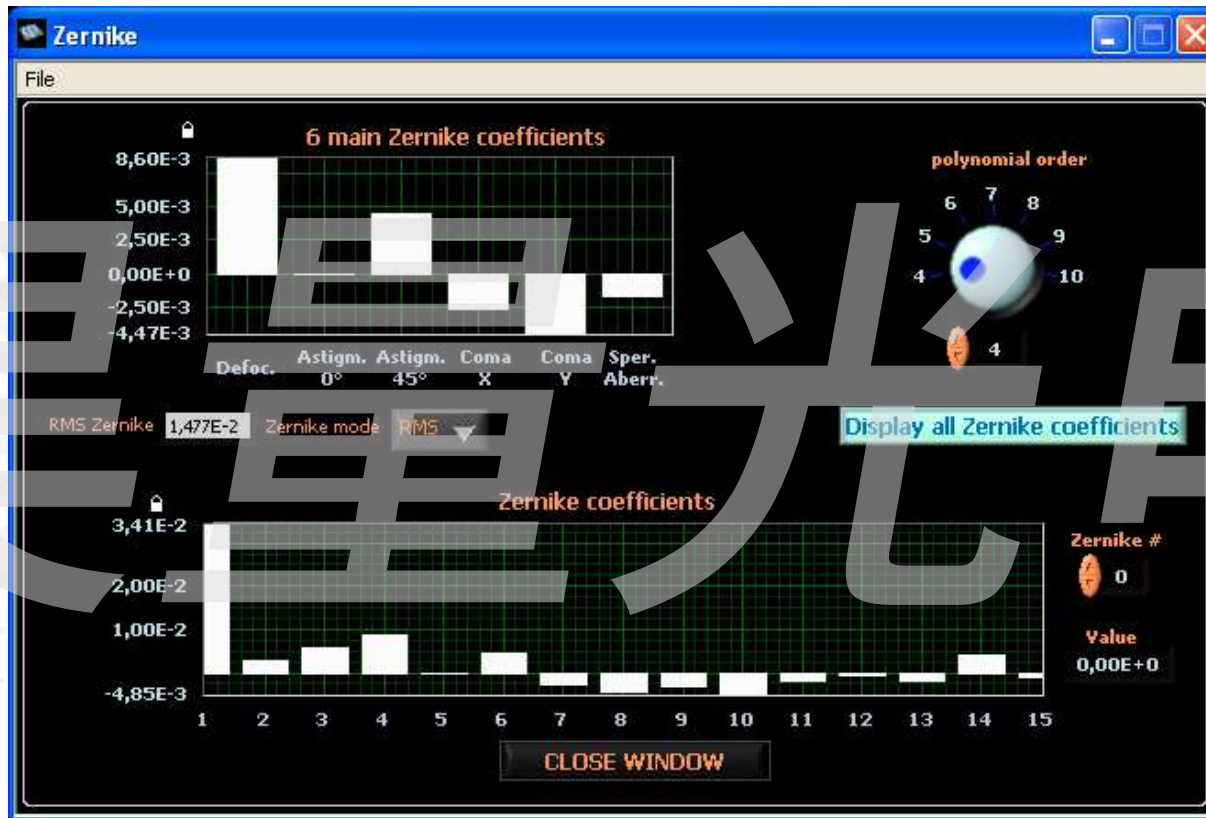 Zernike
File
6 main Zernike coefficients
8,60E-3
5,00E-3
2,50E-3
0,00E+0
-2,50E-3
-4,47E-3
Defoc. Astigm. 0° Astigm. 45° Coma X Coma Y Sper. Aberr.
polynomial order
4 5 6 7 8 9 10
4
RMS Zernike 1,477E-2 Zernike mode RMS
Display all Zernike coefficients
Zernike coefficients
3,41E-2
2,00E-2
1,00E-2
-4,85E-3
1 2 3 4 5 6 7 8 9 10 11 12 13 14 15
Zernike #
0
Value
0,00E+0
CLOSE WINDOW
星量光